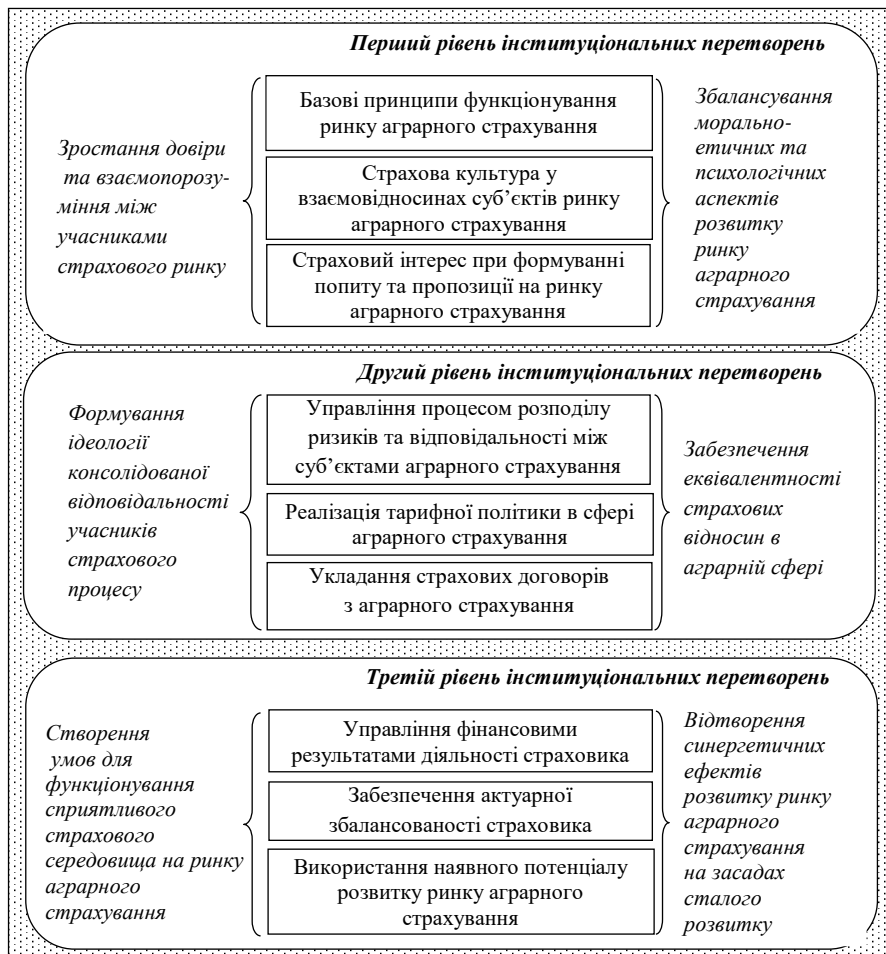 Перший рівень інституціональних перетворень
Зростання довіри
та взаємопорозу-
міння між
учасниками
страхового ринку
Базові принципи функціонування
ринку аграрного страхування
Страхова культура у
взаємовідносинах суб’єктів ринку
аграрного страхування
Страховий інтерес при формуванні
попиту та пропозиції на ринку
аграрного страхування
Збалансування
морально-
етичних та
психологічних
аспектів
розвитку
ринку
аграрного
страхування
Другий рівень інституціональних перетворень
Формування
ідеології
консолідованої
відповідальності
учасників
страхового
процесу
Управління процесом розподілу
ризиків та відповідальності між
суб’єктами аграрного страхування
Реалізація тарифної політики в сфері
аграрного страхування
Укладання страхових договорів
з аграрного страхування
Забезпечення
еквівалентності
страхових
відносин в
аграрній сфері
Третій рівень інституціональних перетворень
Створення
умов для
функціонування
сприятливого
страхового
середовища на ринку
аграрного
страхування
Управління фінансовими
результатами діяльності страховика
Забезпечення актуарної
збалансованості страховика
Використання наявного потенціалу
розвитку ринку аграрного
страхування
Відтворення
синергетичних
ефектів
розвитку ринку
аграрного
страхування
на засадах
сталого
розвитку